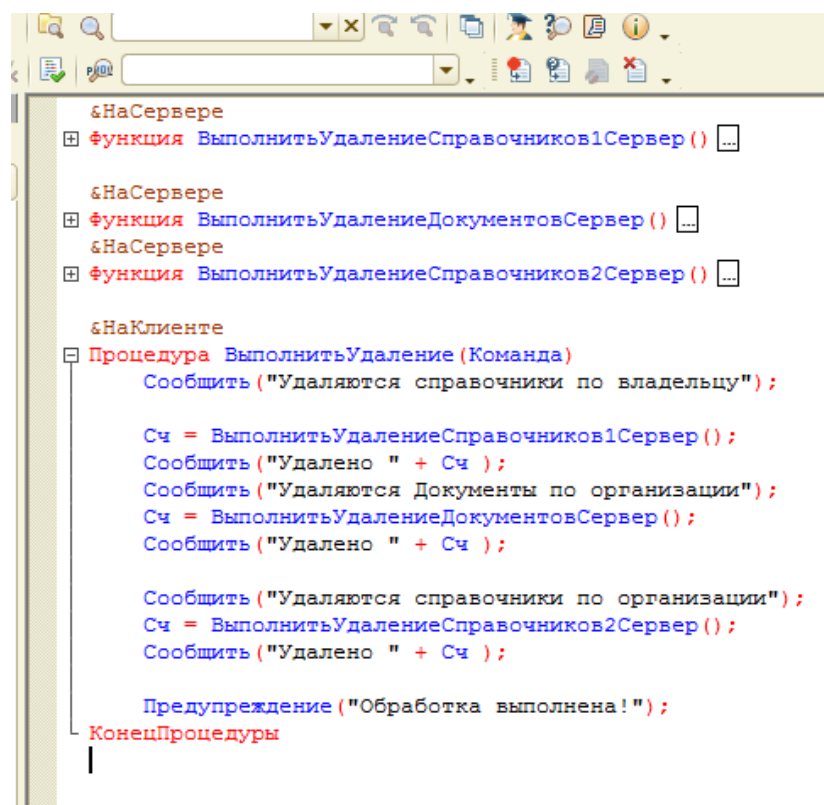 &НаСервере
Функция ВыполнитьУдалениеСправочников1Сервер() ...
&НаСервере
Функция ВыполнитьУдалениеДокументовСервер() ...
&НаСервере
Функция ВыполнитьУдалениеСправочников2Сервер() ...
&НаКлиенте
Процедура ВыполнитьУдаление(Команда)
Сообщить("Удаляются справочники по владельцу");
Сч = ВыполнитьУдалениеСправочников1Сервер();
Сообщить("Удалено " + Сч );
Сообщить("Удаляются Документы по организации");
Сч = ВыполнитьУдалениеДокументовСервер();
Сообщить("Удалено " + Сч );
Сообщить("Удаляются справочники по организации");
Сч = ВыполнитьУдалениеСправочников2Сервер();
Сообщить("Удалено " + Сч );
Предупреждение("Обработка выполнена!");
КонецПроцедуры